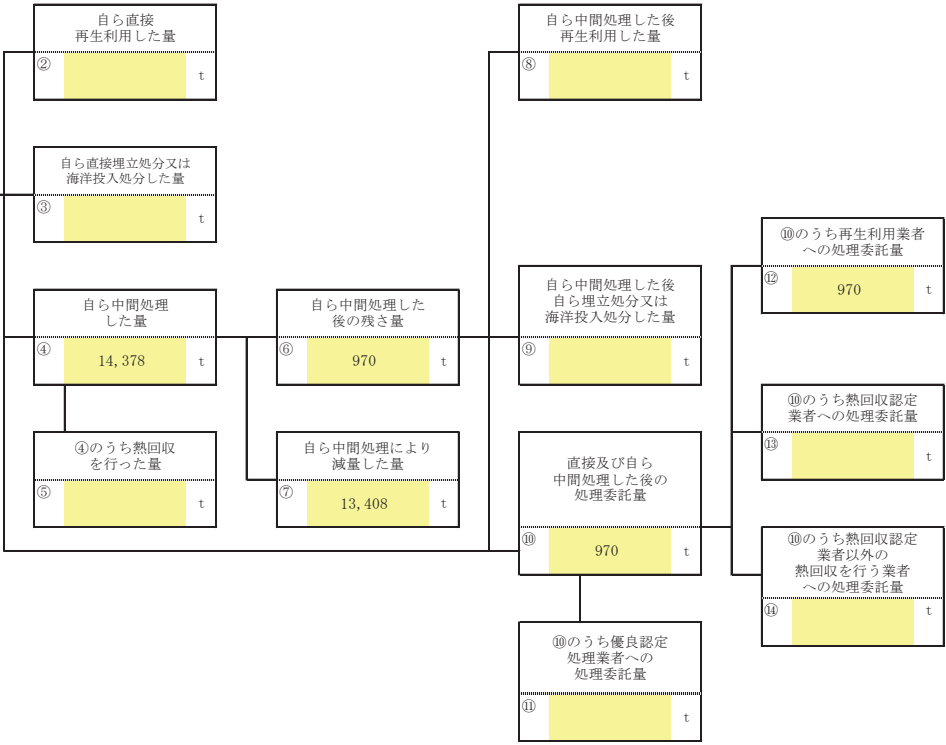 自ら直接
再生利用した量
②
t
自ら直接埋立処分又は
海洋投入処分した量
③
t
自ら中間処理
した量
④
14,378
t
④のうち熱回収
を行った量
⑤
t
自ら中間処理した
後の残さ量
⑥
970
t
自ら中間処理により
減量した量
⑦
13,408
t
自ら中間処理した後
再生利用した量
⑧
t
自ら中間処理した後
自ら埋立処分又は
海洋投入処分した量
⑨
t
直接及び自ら
中間処理した後の
処理委託量
⑩
970
t
⑩のうち優良認定
処理業者への
処理委託量
⑪
t
⑩のうち再生利用業者
への処理委託量
⑫
970
t
⑩のうち熱回収認定
業者への処理委託量
⑬
t
⑩のうち熱回収認定
業者以外の
熱回収を行う業者
への処理委託量
⑭
t